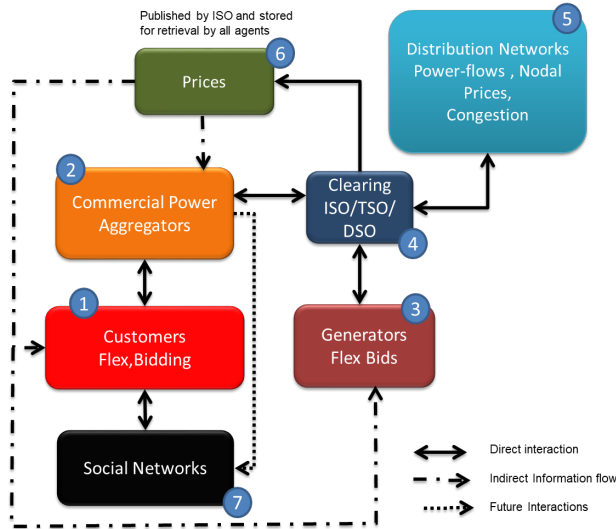 Published by ISO and stored
for retrieval by all agents
6
Prices
5
Distribution Networks
Power-flows , Nodal
Prices,
Congestion
2
Commercial Power
Aggregators
Clearing
ISO/TSO/
DSO
4
1
Customers
Flex,Bidding
3
Generators
Flex Bids
Social Networks
7
Direct interaction
Indirect Information flow
Future Interactions